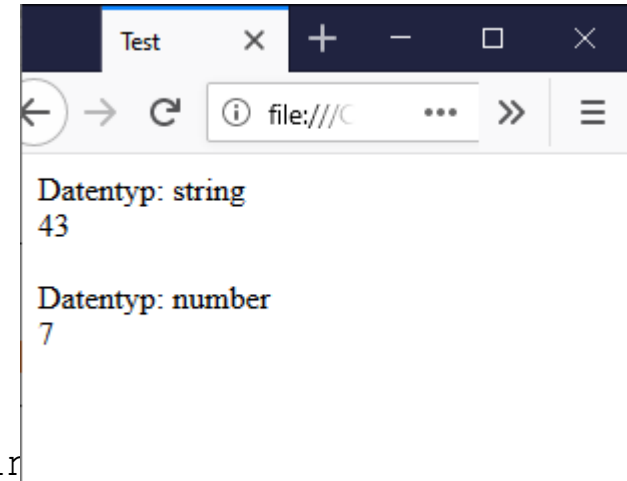 Test
file:///C
Datentyp: string
43
Datentyp: number
7